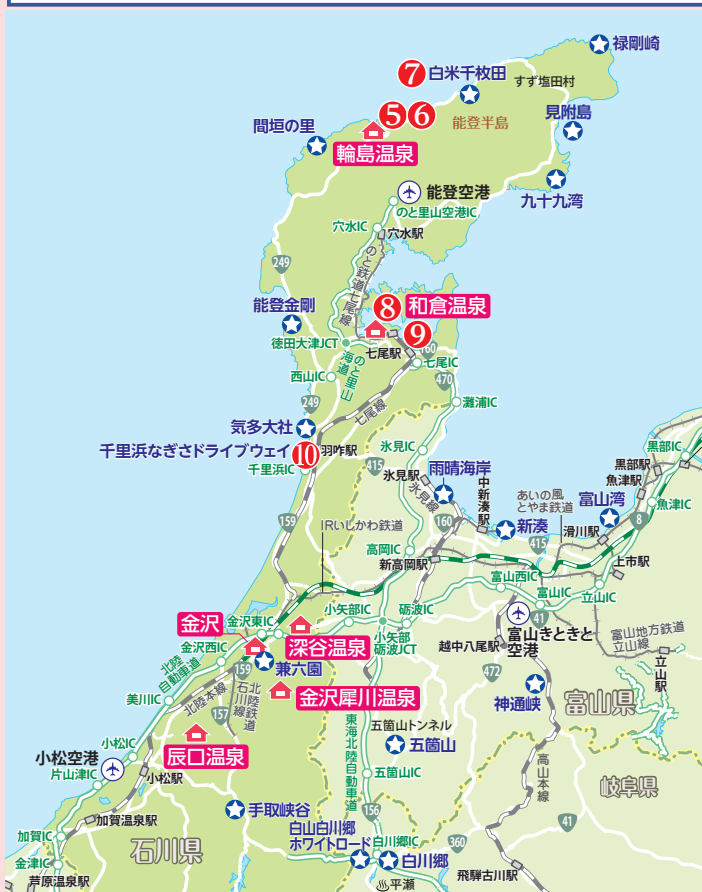 禄剛崎
7
白米千枚田
すず塩田村
5
6
能登半島
見附島
間垣の里
輪島温泉
能登空港
九十九湾
のと里山空港IC
穴水IC
穴水駅
249
のと鉄道七尾線
能登金剛
8
和倉温泉
9
徳田大津JCT
七尾駅
160
七尾IC
のと里山
海道
470
西山IC
249
七尾線
灘浦IC
気多大社
千里浜なぎさドライブウェイ
10
羽咋駅
千里浜IC
415
氷見IC
氷見駅
氷見線
雨晴海岸
中新湊駅
あいの風
とやま鉄道
富山湾
黒部駅
黒部IC
魚津駅
魚津IC
8
159
IRいしかわ鉄道
160
新湊
415
滑川駅
高岡IC
新高岡駅
上市駅
富山西IC
富山IC
立山IC
金沢
金沢東IC
小矢部IC
砺波IC
小矢部
砺波JCT
41
富山きときと
空港
富山地方鉄道
立山線
立山駅
深谷温泉
金沢西IC
兼六園
越中八尾駅
472
北陸
自動車道
159
北陸鉄道
石川線
金沢犀川温泉
美川IC
北陸本線
157
神通峡
富山県
五箇山トンネル
五箇山
辰口温泉
東海北陸自動車道
高山本線
小松空港
小松IC
片山津IC
小松駅
五箇山IC
岐阜県
手取峡谷
156
41
加賀温泉駅
加賀IC
白山白川郷
ホワイトロード
白川郷IC
360
石川県
白川郷
金津IC
芦原温泉駅
平瀬
飛騨古川駅